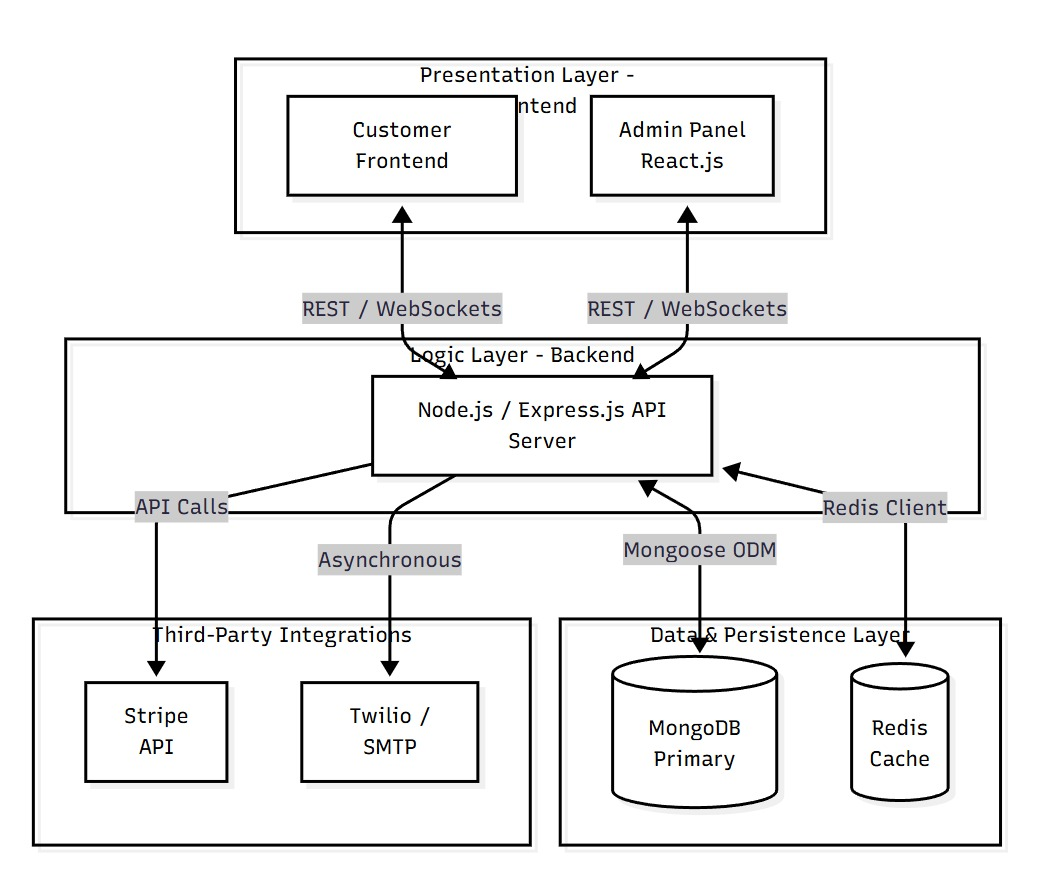 Presentation Layer -
ntend
Customer
Frontend
Admin Panel
React.js
REST / WebSockets
REST / WebSockets
Logic Layer - Backend
Node.js / Express.js API
Server
API Calls
Redis Client
Asynchronous
Mongoose ODM
Third-Party Integrations
Data & Persistence Layer
Stripe
API
Twilio /
SMTP
MongoDB
Primary
Redis
Cache